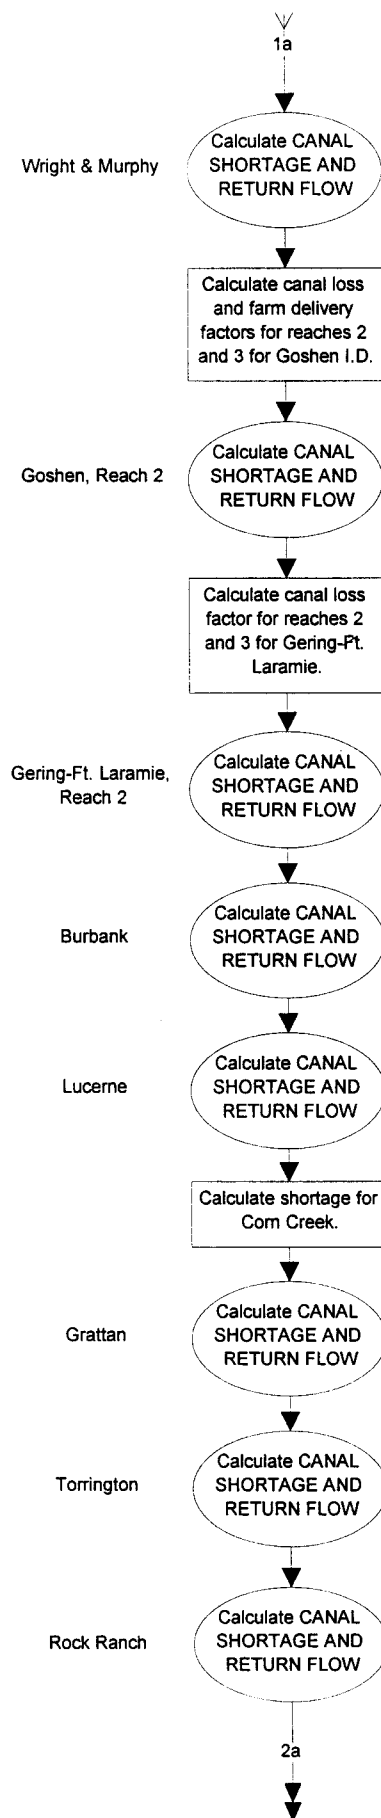 1a
Wright & Murphy
Calculate CANAL
SHORTAGE AND
RETURN FLOW
Calculate canal loss
and farm delivery
factors for reaches 2
and 3 for Goshen I.D.
Goshen, Reach 2
Calculate CANAL
SHORTAGE AND
RETURN FLOW
Calculate canal loss
factor for reaches 2
and 3 for Gering-Ft.
Laramie.
Gering-Ft. Laramie,
Reach 2
Calculate CANAL
SHORTAGE AND
RETURN FLOW
Burbank
Calculate CANAL
SHORTAGE AND
RETURN FLOW
Lucerne
Calculate CANAL
SHORTAGE AND
RETURN FLOW
Calculate shortage for
Corn Creek.
Grattan
Calculate CANAL
SHORTAGE AND
RETURN FLOW
Torrington
Calculate CANAL
SHORTAGE AND
RETURN FLOW
Rock Ranch
Calculate CANAL
SHORTAGE AND
RETURN FLOW
2a